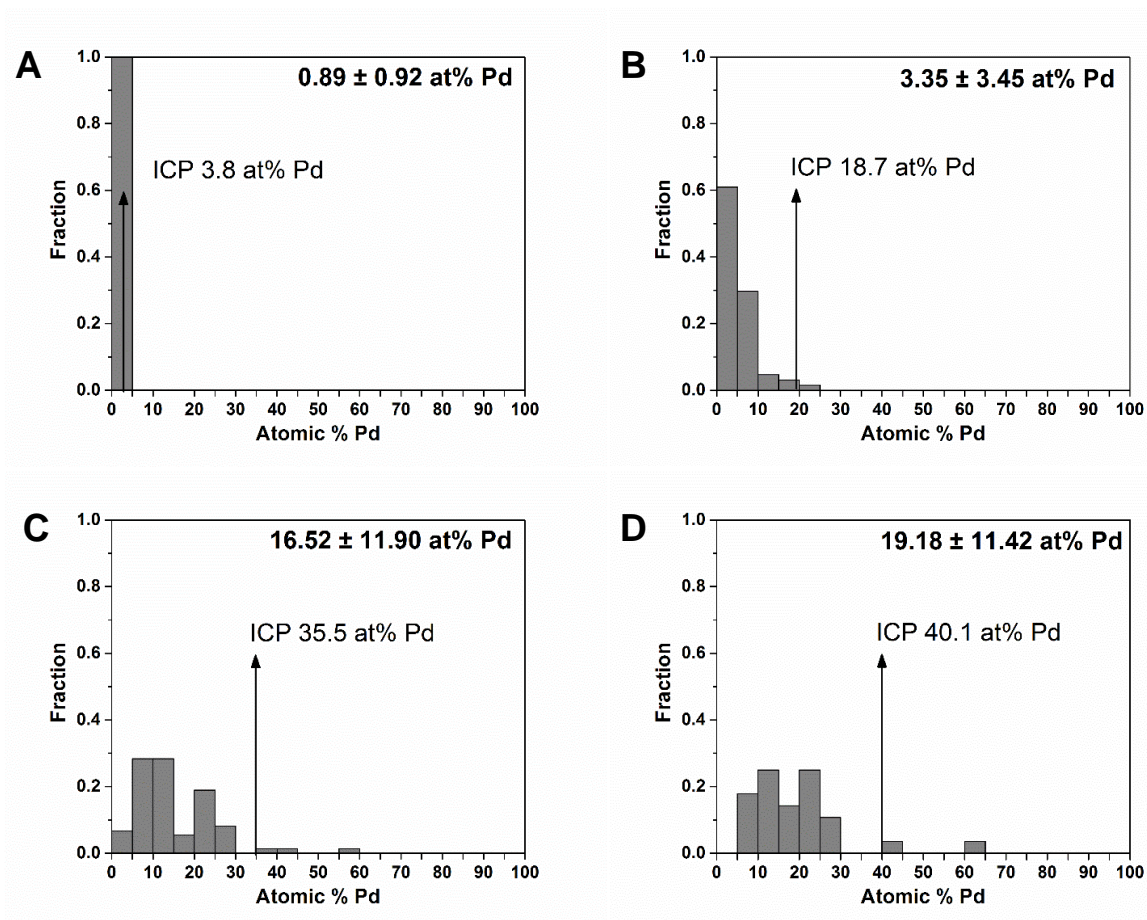 A
0.89 ± 0.92 at% Pd
ICP 3.8 at% Pd
Fraction
1.0
0.8
0.6
0.4
0.2
0.0
0 10 20 30 40 50 60 70 80 90 100
Atomic % Pd
B
3.35 ± 3.45 at% Pd
ICP 18.7 at% Pd
Fraction
1.0
0.8
0.6
0.4
0.2
0.0
0 10 20 30 40 50 60 70 80 90 100
Atomic % Pd
C
16.52 ± 11.90 at% Pd
ICP 35.5 at% Pd
Fraction
1.0
0.8
0.6
0.4
0.2
0.0
0 10 20 30 40 50 60 70 80 90 100
Atomic % Pd
D
19.18 ± 11.42 at% Pd
ICP 40.1 at% Pd
Fraction
1.0
0.8
0.6
0.4
0.2
0.0
0 10 20 30 40 50 60 70 80 90 100
Atomic % Pd